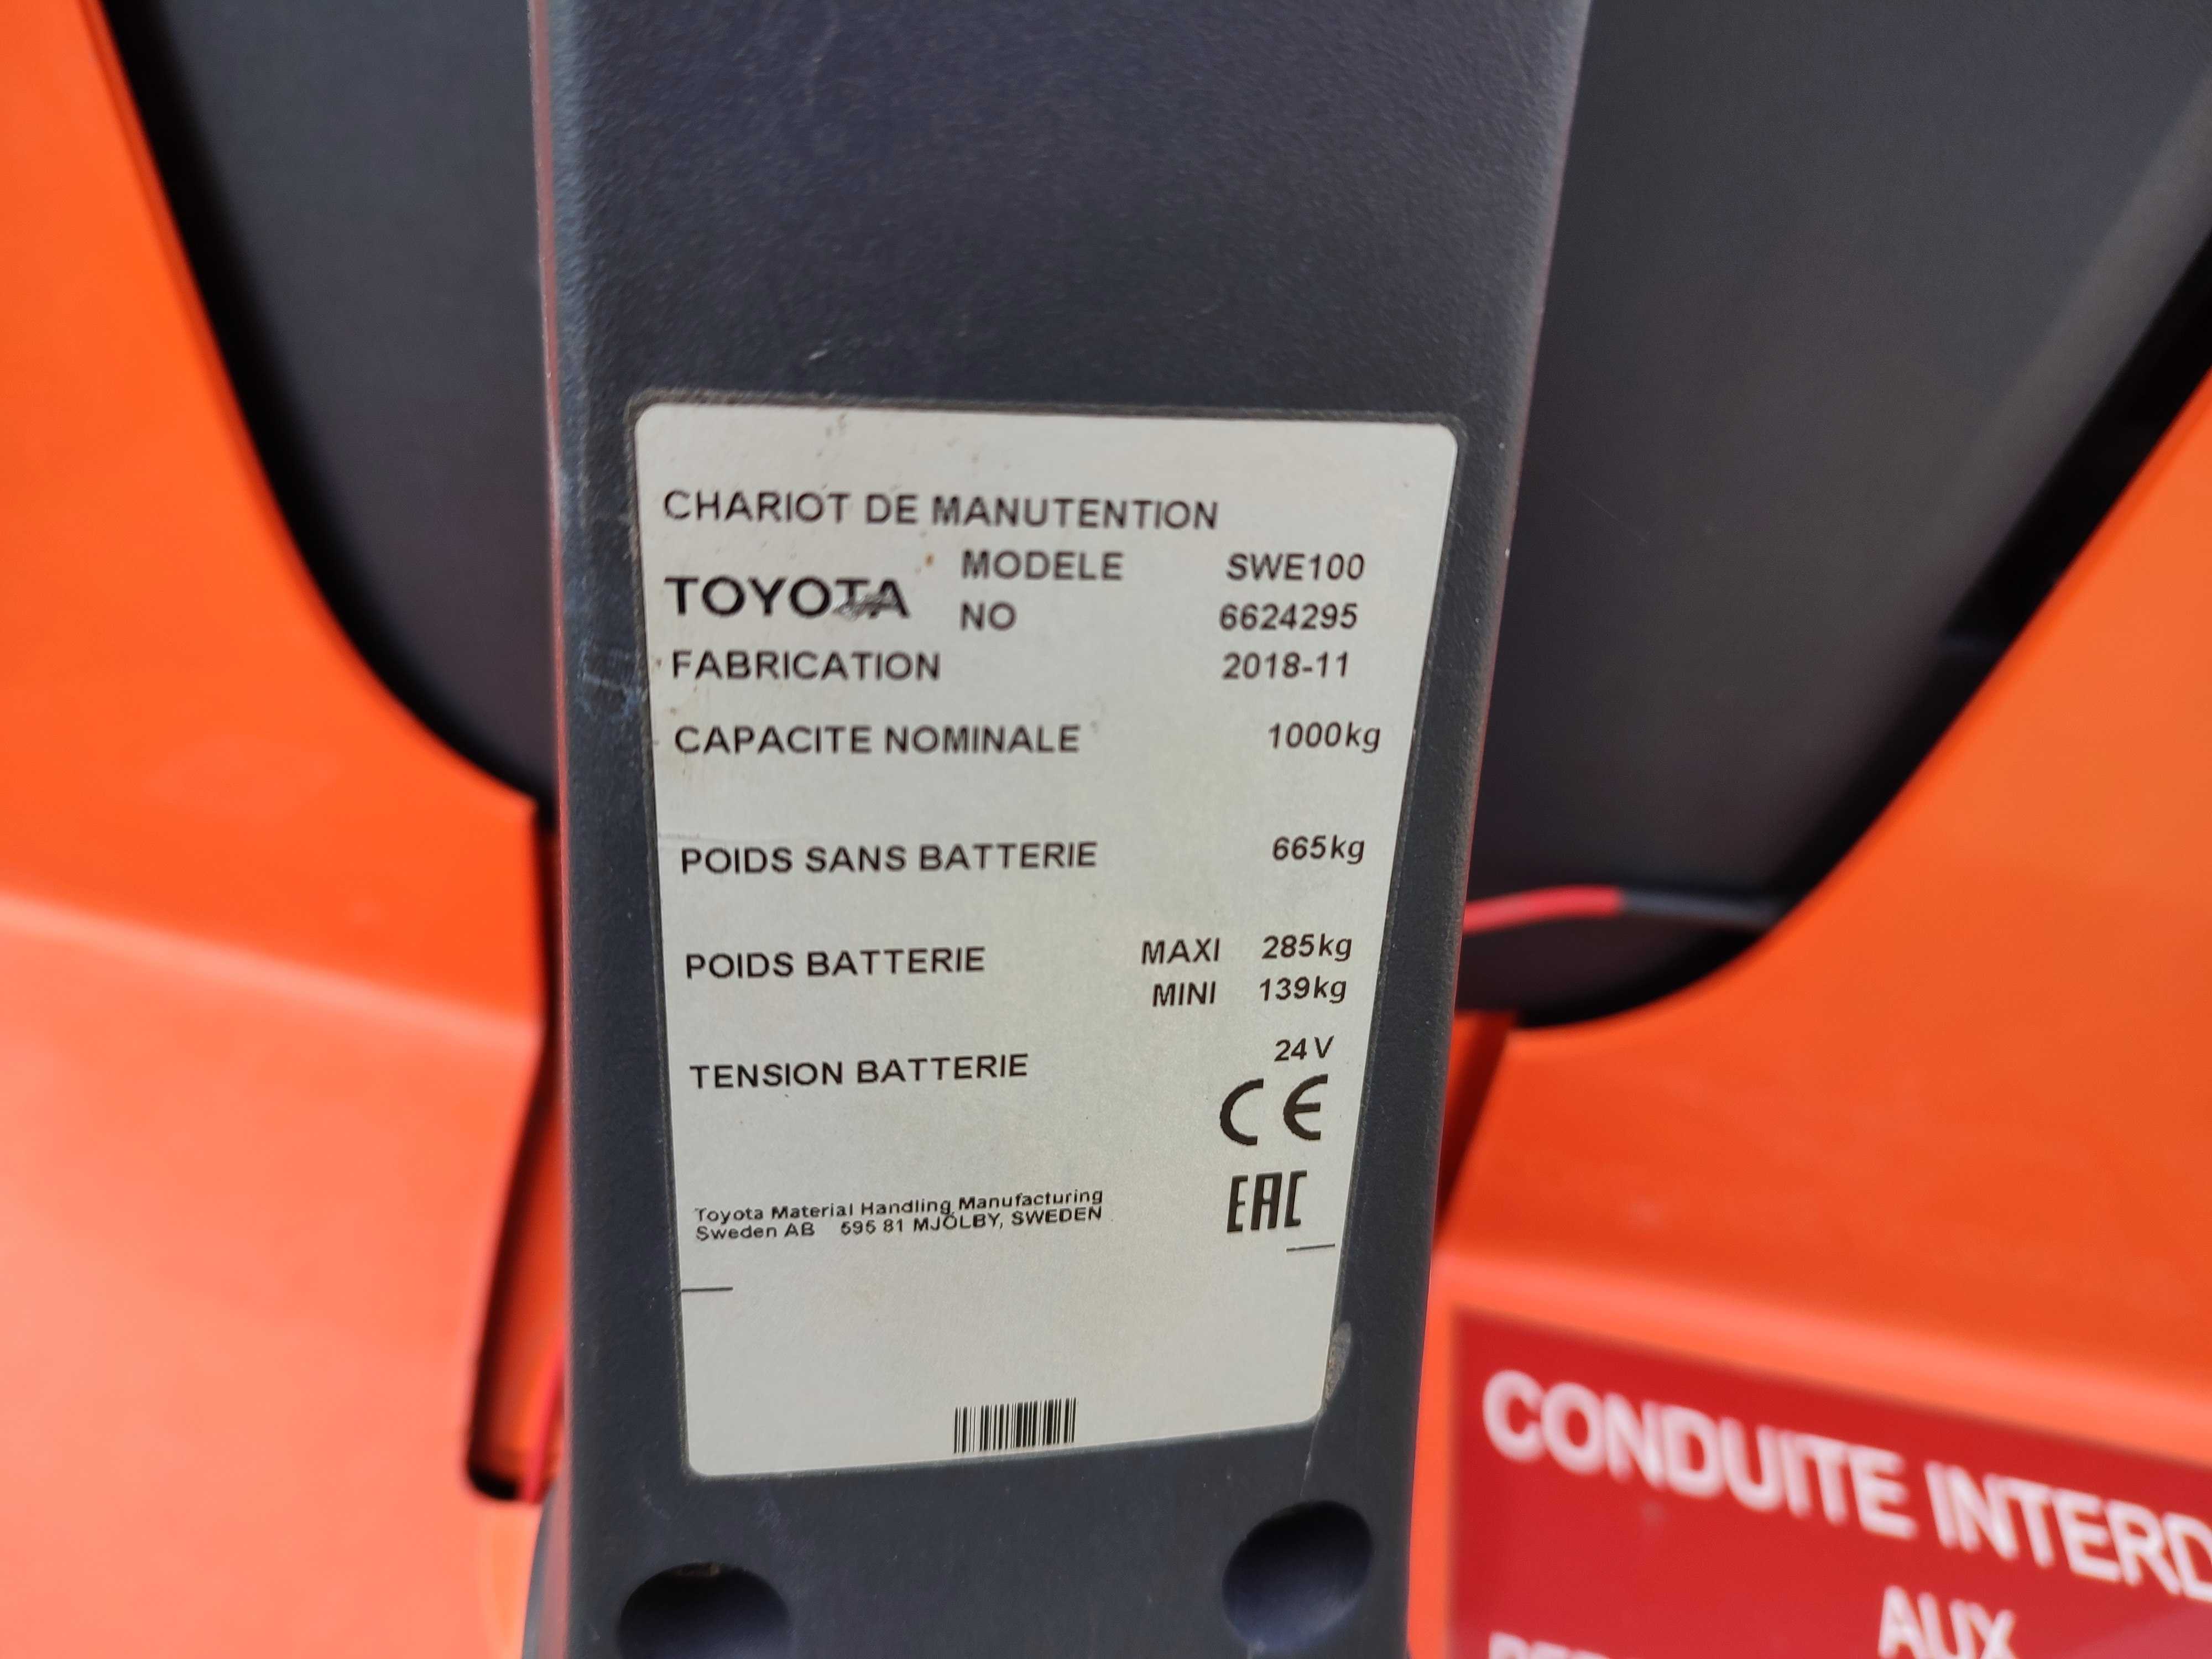 CHARIOT DE MANUTENTION
MODELE SWE100
TOYOTA
NO 6624295
FABRICATION 2018-11
CAPACITE NOMINALE 1000kg
POIDS SANS BATTERIE 665kg
POIDS BATTERIE MAXI 285kg
MINI 139kg
TENSION BATTERIE 24V
CE
EAC
Toyota Material Handling Manufacturing
Sweden AB 595 81 MJÖLBY, SWEDEN
CONDUITE INTERD
AUX